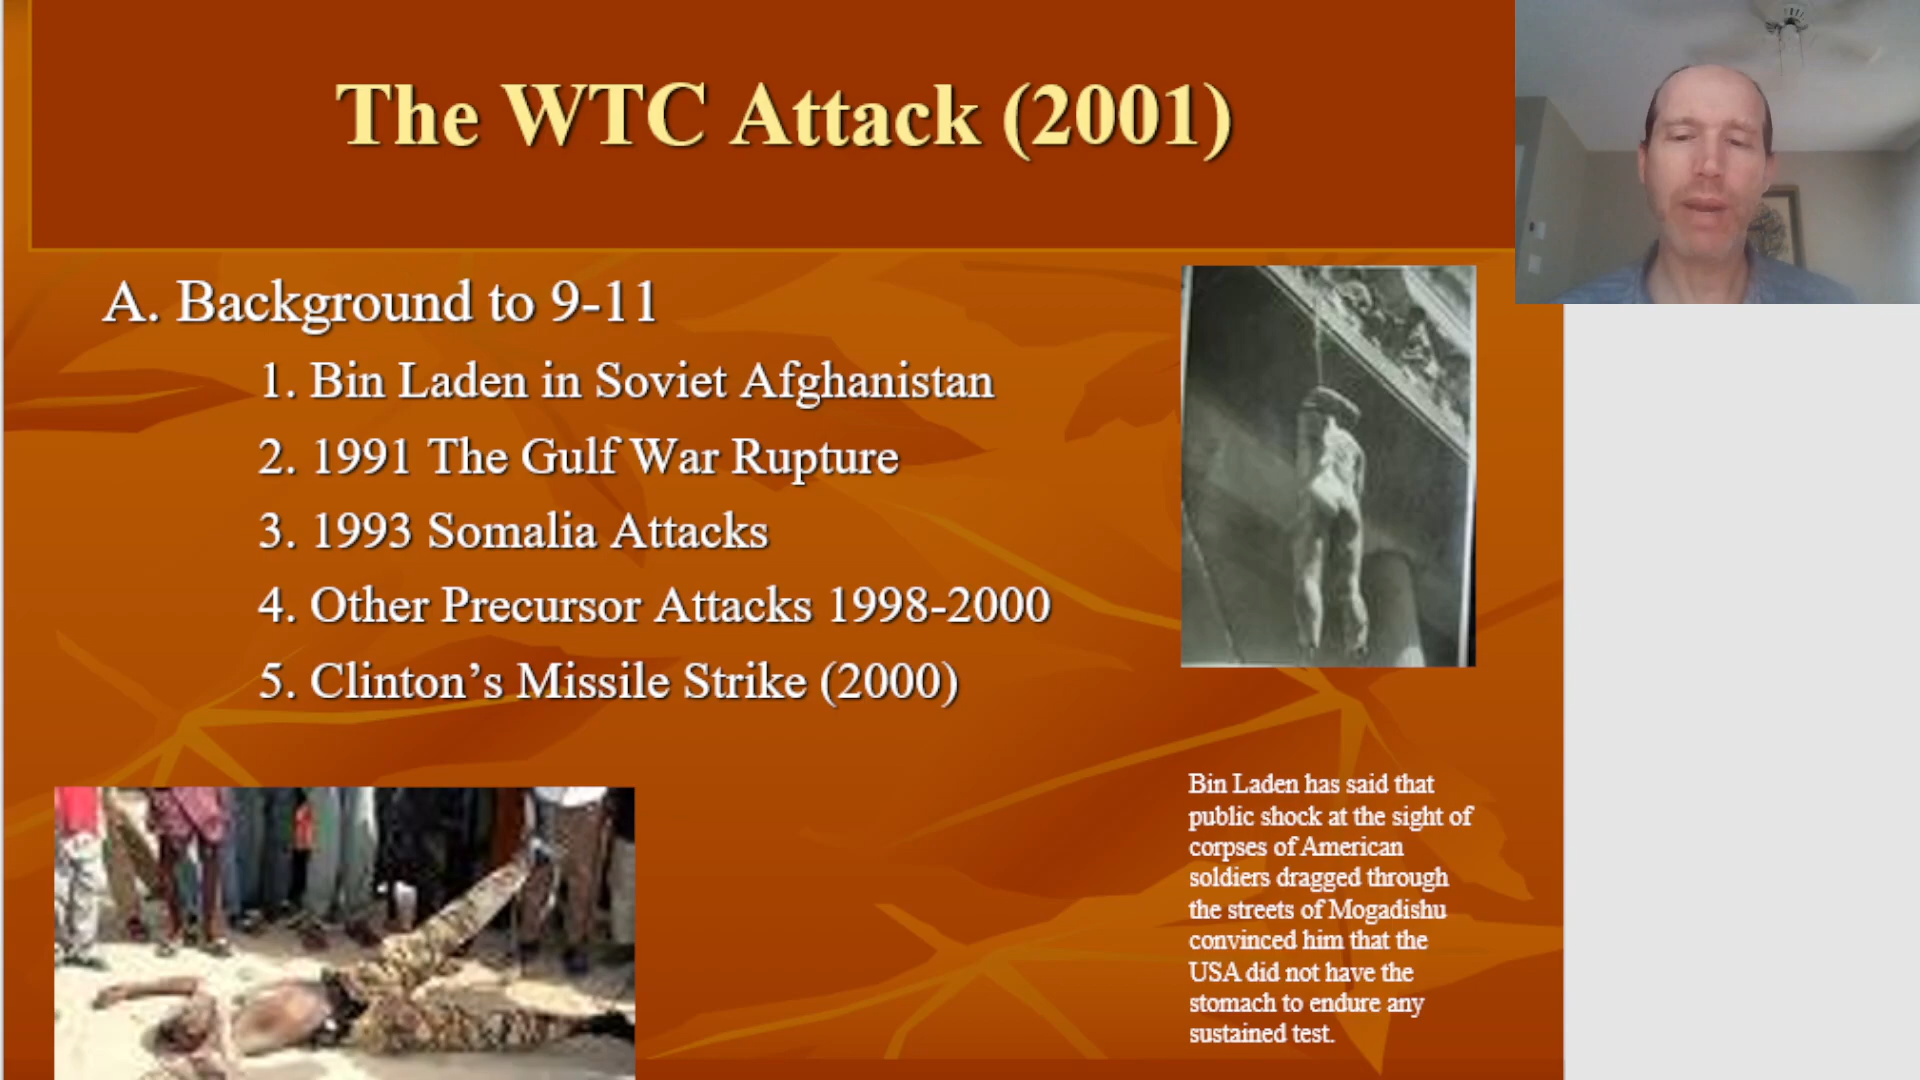 The WTC Attack (2001)
A. Background to 9-11
1. Bin Laden in Soviet Afghanistan
2. 1991 The Gulf War Rupture
3. 1993 Somalia Attacks
4. Other Precursor Attacks 1998-2000
5. Clinton’s Missile Strike (2000)
Bin Laden has said that
public shock at the sight of
corpses of American
soldiers dragged through
the streets of Mogadishu
convinced him that the
USA did not have the
stomach to endure any
sustained test.